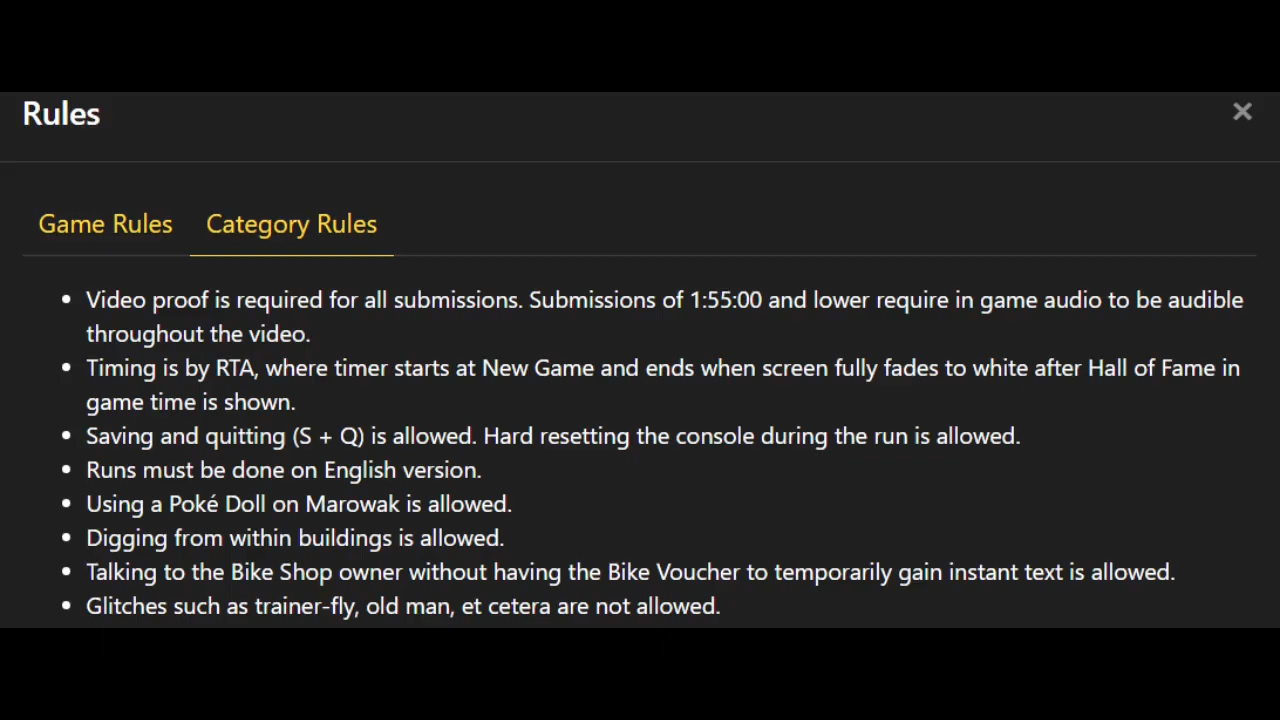 Rules
Game Rules
Category Rules
• Video proof is required for all submissions. Submissions of 1:55:00 and lower require in game audio to be audible
throughout the video.
• Timing is by RTA, where timer starts at New Game and ends when screen fully fades to white after Hall of Fame in
game time is shown.
• Saving and quitting (S + Q) is allowed. Hard resetting the console during the run is allowed.
• Runs must be done on English version.
• Using a Poké Doll on Marowak is allowed.
• Digging from within buildings is allowed.
• Talking to the Bike Shop owner without having the Bike Voucher to temporarily gain instant text is allowed.
• Glitches such as trainer-fly, old man, et cetera are not allowed.